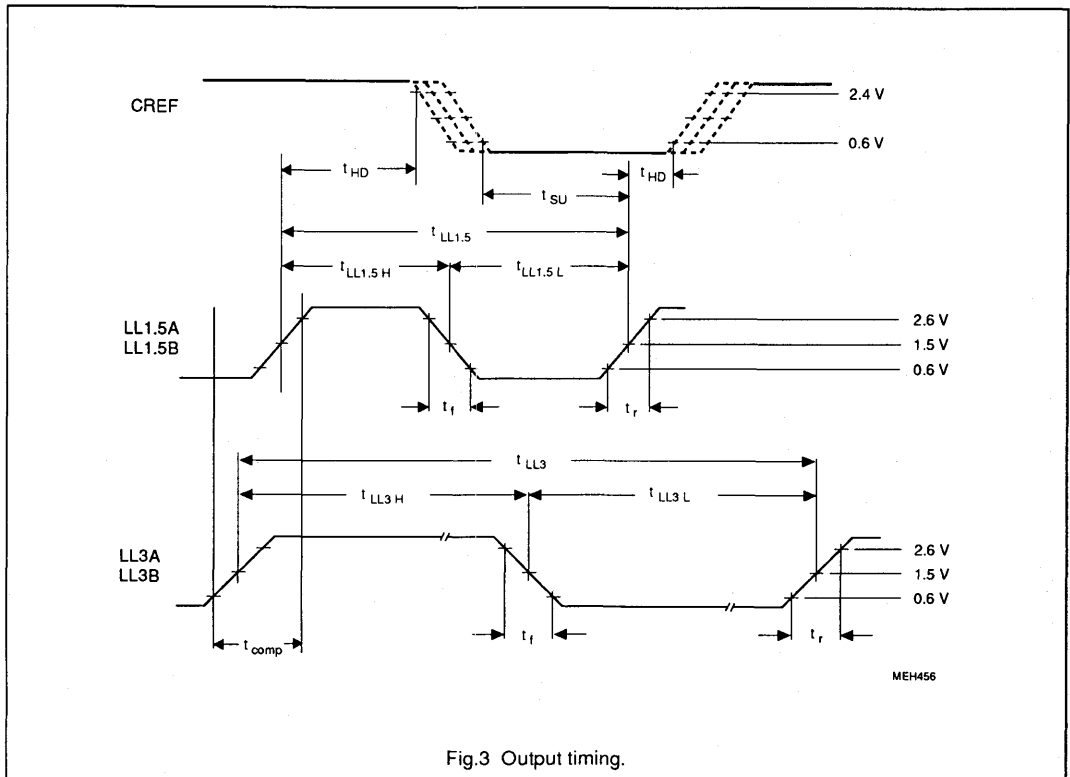 CREF
2.4 V
0.6 V
t HD
t HD
t SU
t LL1.5
t LL1.5 H
t LL1.5 L
LL1.5A
LL1.5B
2.6 V
1.5 V
0.6 V
t f
t r
t LL3
t LL3 H
t LL3 L
LL3A
LL3B
2.6 V
1.5 V
0.6 V
t comp
t f
t r
MEH456
Fig.3 Output timing.